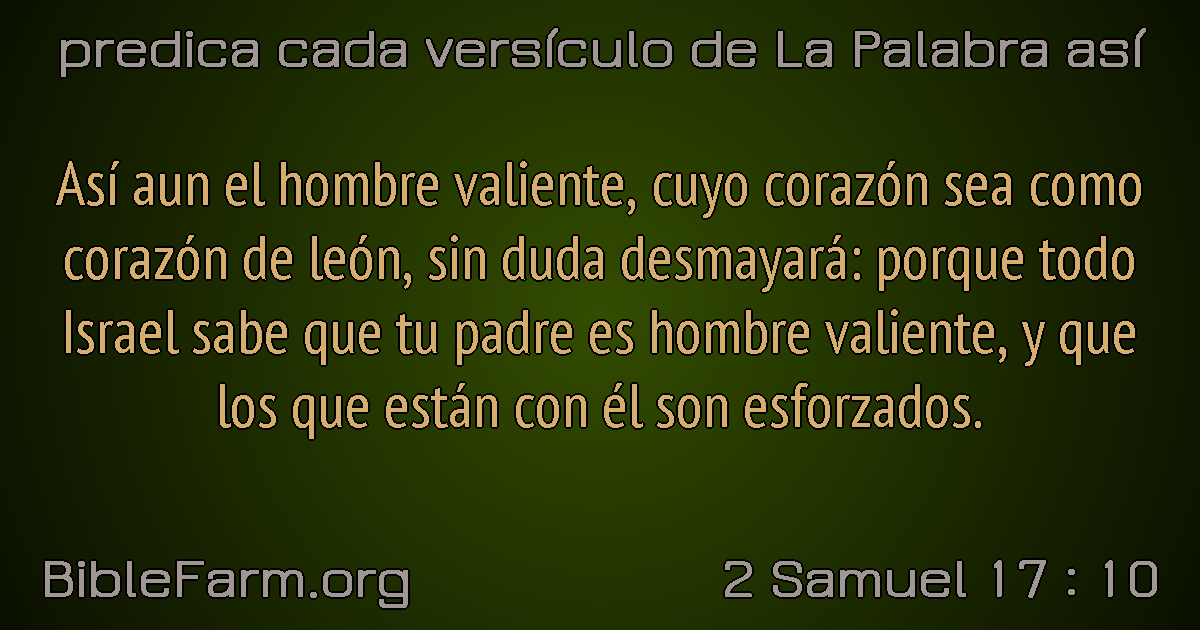 predica cada versículo de La Palabra así
Así aun el hombre valiente, cuyo corazón sea como
corazón de león, sin duda desmayará: porque todo
Israel sabe que tu padre es hombre valiente, y que
los que están con él son esforzados.
BibleFarm.org
2 Samuel 17 : 10